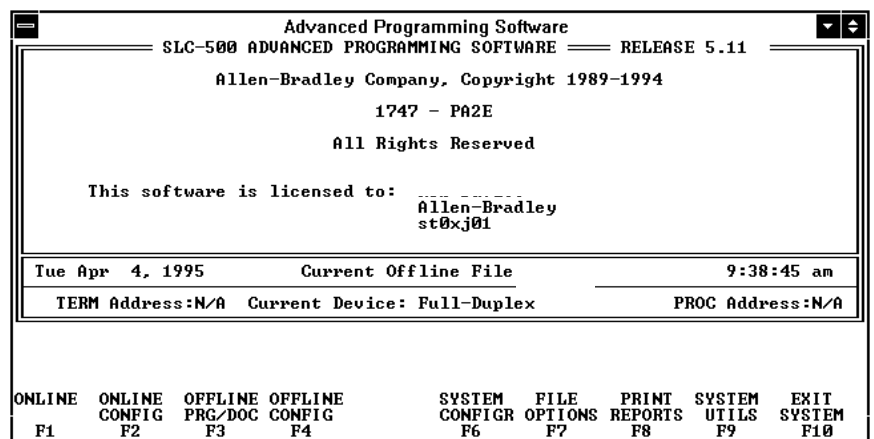 Advanced Programming Software
SLC-500 ADVANCED PROGRAMMING SOFTWARE RELEASE 5.11
Allen-Bradley Company, Copyright 1989-1994
1747 - PA2E
All Rights Reserved
This software is licensed to:
Allen-Bradley
st0xj01
Tue Apr 4, 1995 Current Offline File 9:38:45 am
TERM Address:N/A Current Device: Full-Duplex PROC Address:N/A
ONLINE ONLINE OFFLINE OFFLINE SYSTEM FILE PRINT SYSTEM EXIT
CONFIG PRG/DOC CONFIG CONFIGR OPTIONS REPORTS UTILS SYSTEM
F1 F2 F3 F4 F6 F7 F8 F9 F10